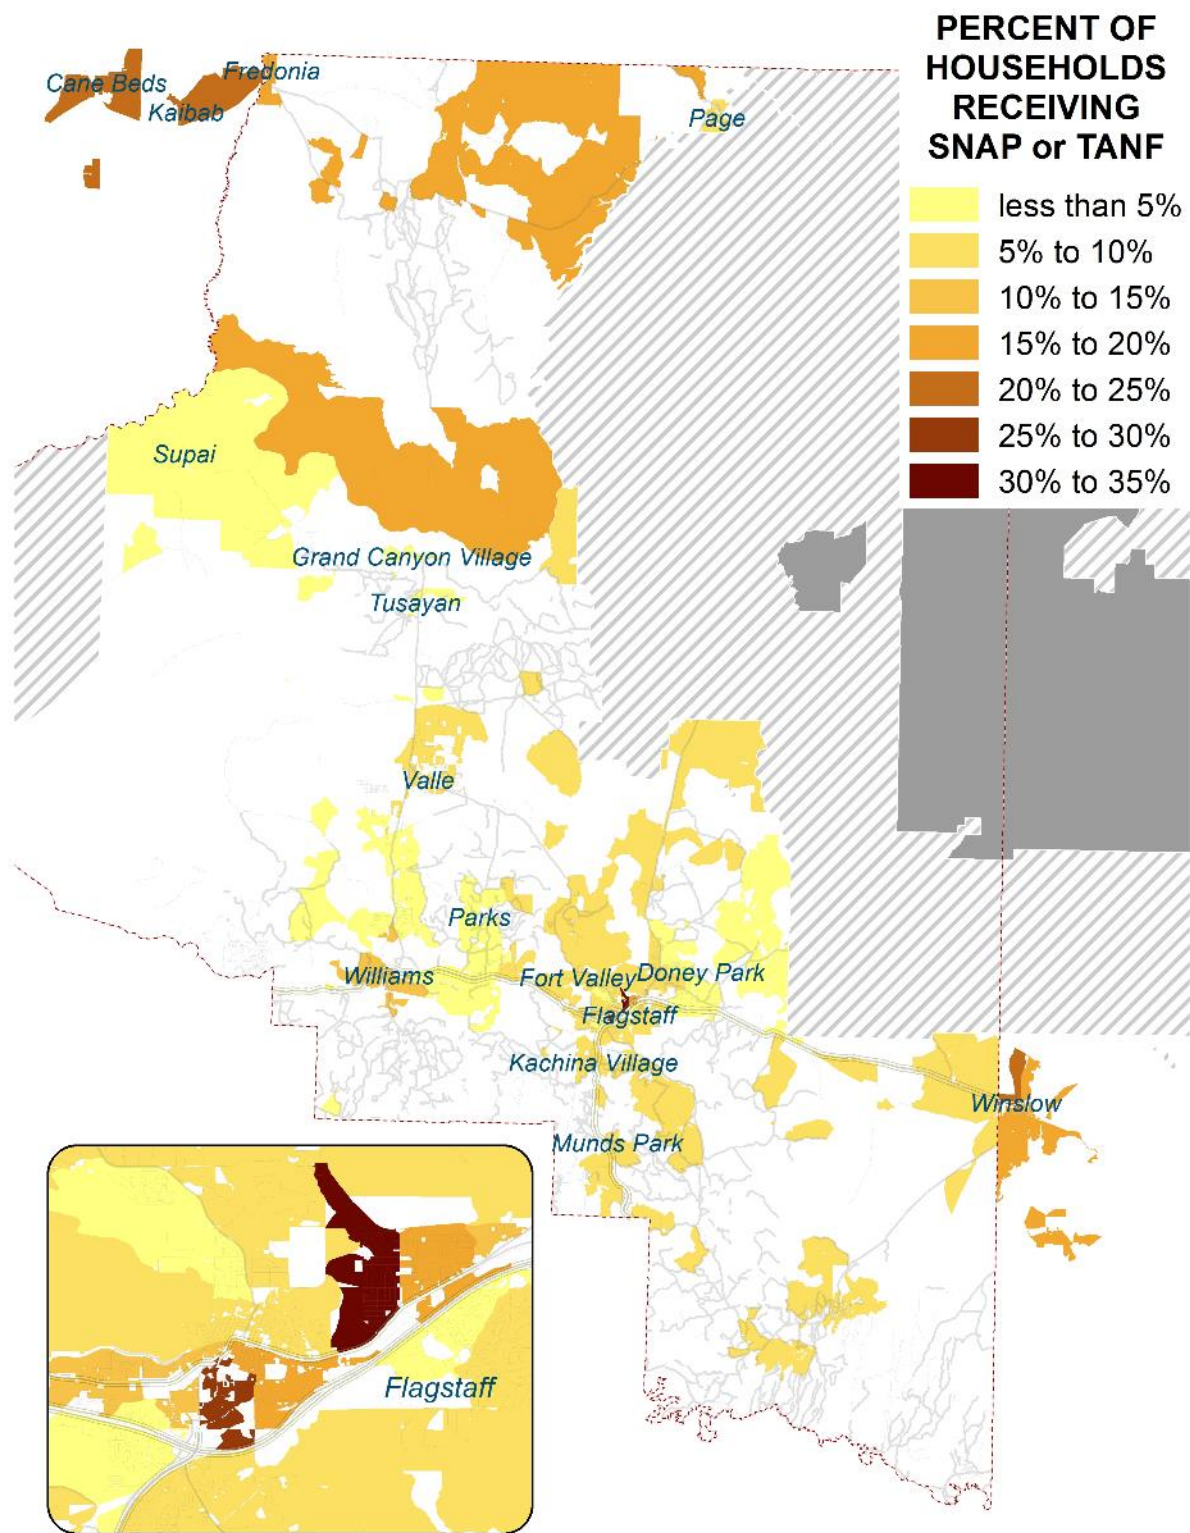 PERCENT OF
HOUSEHOLDS
RECEIVING
SNAP or TANF
less than 5%
5% to 10%
10% to 15%
15% to 20%
20% to 25%
25% to 30%
30% to 35%
Fredonia
Cane Beds
Kaibab
Page
Supai
Grand Canyon Village
Tusayan
Valle
Parks
Williams
Fort Valley
Doney Park
Flagstaff
Kachina Village
Winslow
Munds Park
Flagstaff